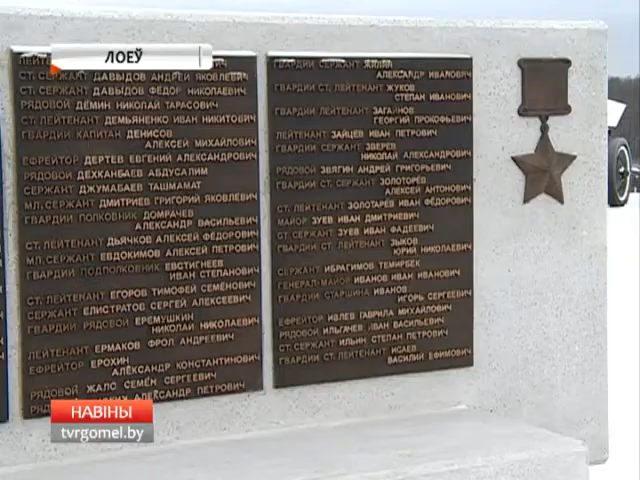 ЛОЕЎ
ЛЕЙТЕНАНТ
СТ. СЕРЖАНТ ДАВЫДОВ АНДРЕЙ ЯКОВЛЕВИЧ
СТ. СЕРЖАНТ ДАВЫДОВ ФЁДОР НИКОЛАЕВИЧ
РЯДОВОЙ ДЁМИН НИКОЛАЙ ТАРАСОВИЧ
СТ. ЛЕЙТЕНАНТ ДЕМЬЯНЕНКО ИВАН НИКИТОВИЧ
ГВАРДИИ КАПИТАН ДЕНИСОВ
АЛЕКСЕЙ МИХАЙЛОВИЧ
ЕФРЕЙТОР ДЕРТЕВ ЕВГЕНИЙ АЛЕКСАНДРОВИЧ
РЯДОВОЙ ДЕХКАНБАЕВ АБДУСАЛИМ
СЕРЖАНТ ДЖУМАБАЕВ ТАШМАМАТ
МЛ. СЕРЖАНТ ДМИТРИЕВ ГРИГОРИЙ ЯКОВЛЕВИЧ
ГВАРДИИ ПОЛКОВНИК ДОМРАЧЕВ
АЛЕКСАНДР ВАСИЛЬЕВИЧ
СТ. ЛЕЙТЕНАНТ ДЬЯЧКОВ АЛЕКСЕЙ ФЁДОРОВИЧ
МЛ. СЕРЖАНТ ЕВДОКИМОВ АЛЕКСЕЙ ПЕТРОВИЧ
ГВАРДИИ ПОДПОЛКОВНИК ЕВСТИГНЕЕВ
ИВАН СТЕПАНОВИЧ
СТ. ЛЕЙТЕНАНТ ЕГОРОВ ТИМОФЕЙ СЕМЁНОВИЧ
СЕРЖАНТ ЕЛИСТРАТОВ СЕРГЕЙ АЛЕКСЕЕВИЧ
ГВАРДИИ РЯДОВОЙ ЕРЕМУШКИН
НИКОЛАЙ НИКОЛАЕВИЧ
ЛЕЙТЕНАНТ ЕРМАКОВ ФРОЛ АНДРЕЕВИЧ
ЕФРЕЙТОР ЕРОХИН
АЛЕКСАНДР КОНСТАНТИНОВИЧ
РЯДОВОЙ ЖАЛО СЕМЁН СЕРГЕЕВИЧ
РЯДОВОЙ АЛЕКСАНДР ПЕТРОВИЧ
ГВАРДИИ СЕРЖАНТ ЖИЛИН
АЛЕКСАНДР ИВАНОВИЧ
ГВАРДИИ СТ. ЛЕЙТЕНАНТ ЖУКОВ
СТЕПАН ИВАНОВИЧ
ГВАРДИИ ЛЕЙТЕНАНТ ЗАГАЙНОВ
ГЕОРГИЙ ПРОКОФЬЕВИЧ
ЛЕЙТЕНАНТ ЗАЙЦЕВ ИВАН ПЕТРОВИЧ
ГВАРДИИ СЕРЖАНТ ЗВЕРЕВ
НИКОЛАЙ АЛЕКСАНДРОВИЧ
РЯДОВОЙ ЗВЯГИН АНДРЕЙ ГРИГОРЬЕВИЧ
ГВАРДИИ СТ. СЕРЖАНТ ЗОЛОТОРЁВ
АЛЕКСЕЙ АНТОНОВИЧ
СТ. ЛЕЙТЕНАНТ ЗОЛОТАРЁВ ИВАН ФЁДОРОВИЧ
МАЙОР ЗУЕВ ИВАН ДМИТРИЕВИЧ
СТ. СЕРЖАНТ ЗУЕВ ИВАН ФАДЕЕВИЧ
ГВАРДИИ СТ. ЛЕЙТЕНАНТ ЗЫКОВ
ЮРИЙ НИКОЛАЕВИЧ
СЕРЖАНТ ИБРАГИМОВ ТЕМИРБЕК
ГЕНЕРАЛ-МАЙОР ИВАНОВ ИВАН ИВАНОВИЧ
ГВАРДИИ СТАРШИНА ИВАНОВ
ИГОРЬ СЕРГЕЕВИЧ
ЕФРЕЙТОР ИВЛЕВ ГАВРИЛА МИХАЙЛОВИЧ
РЯДОВОЙ ИЛЬГАЧЕВ ИВАН ВАСИЛЬЕВИЧ
СТ. СЕРЖАНТ ИЛЬИН СТЕПАН ПЕТРОВИЧ
ГВАРДИИ СТ. ЛЕЙТЕНАНТ ИСАЕВ
ВАСИЛИЙ ЕФИМОВИЧ
НАВІНЫ
tvrgomel.by